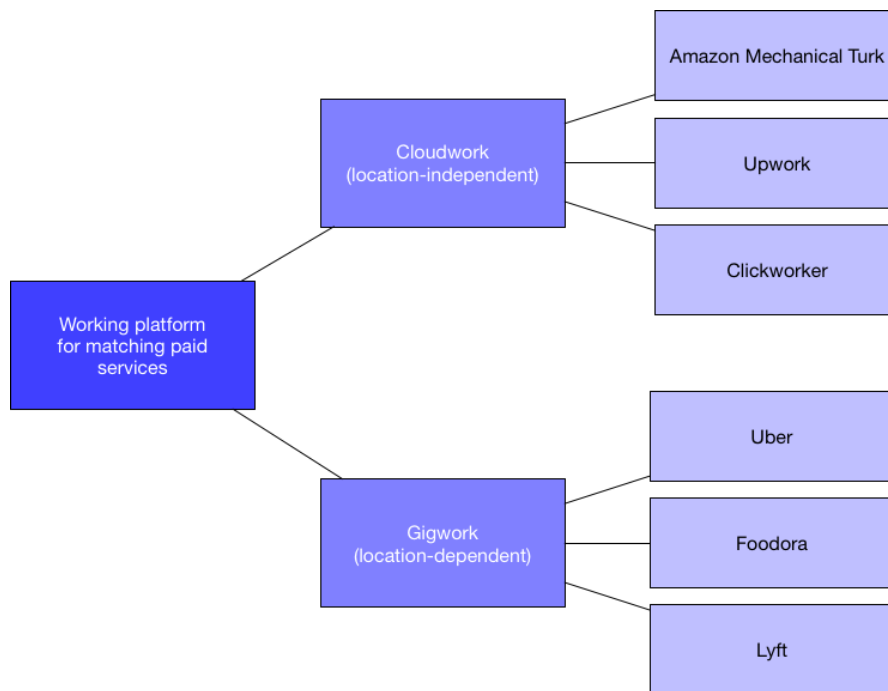 Amazon Mechanical Turk
Cloudwork
(location-independent)
Upwork
Clickworker
Working platform
for matching paid
services
Uber
Gigwork
(location-dependent)
Foodora
Lyft